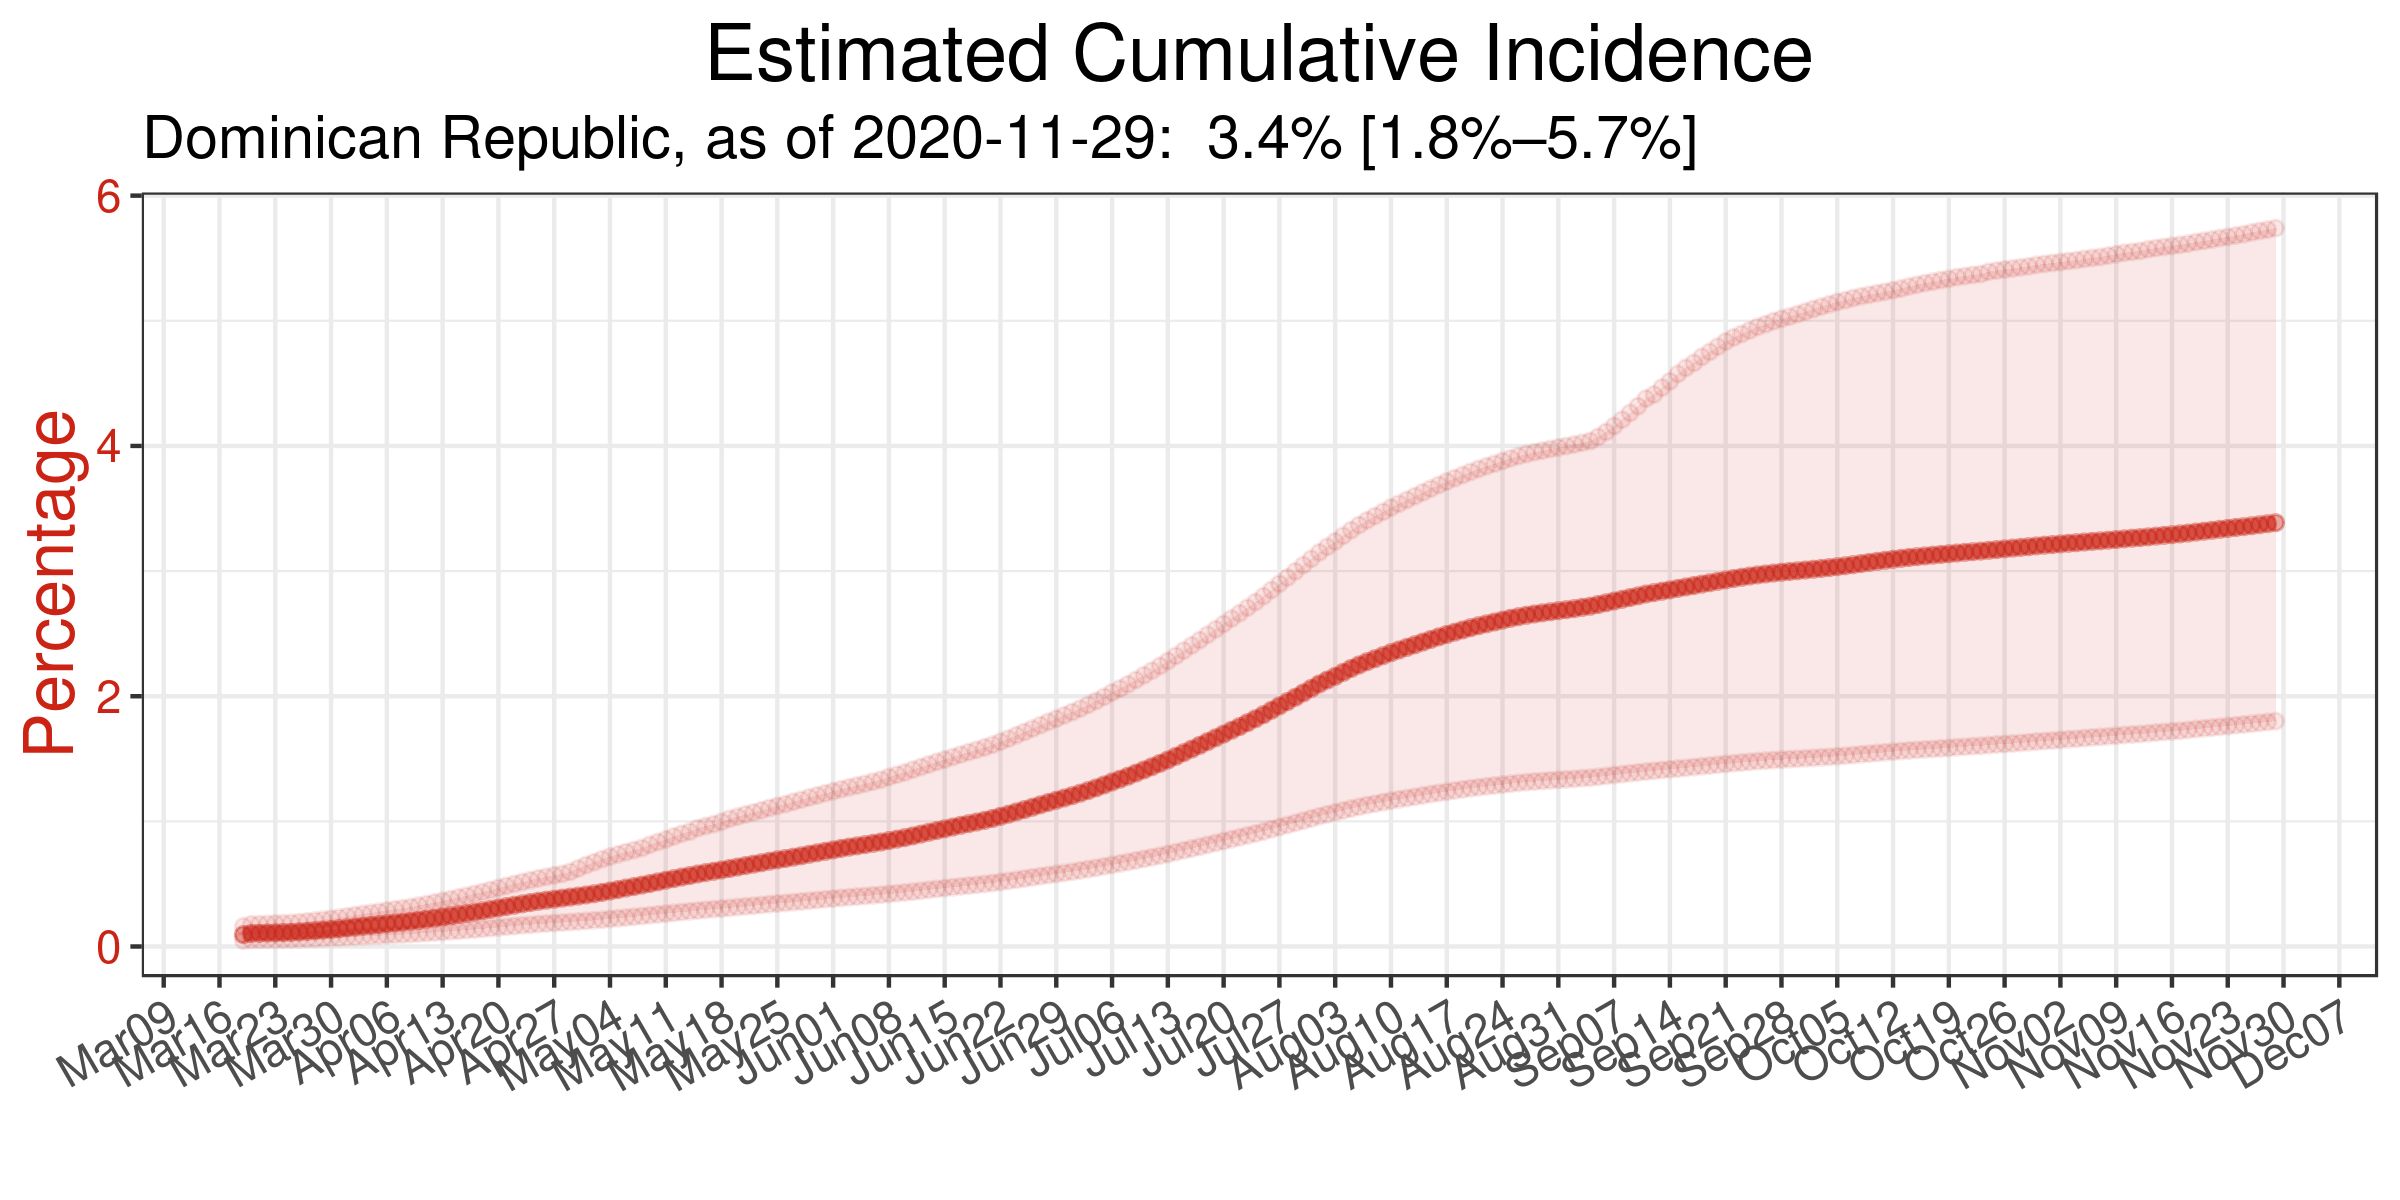 Estimated Cumulative Incidence
Dominican Republic, as of 2020-11-29:  3.4% [1.8%–5.7%]
Percentage
6
4
2
0
Mar09
Mar16
Mar23
Mar30
Apr06
Apr13
Apr20
Apr27
May04
May11
May18
May25
Jun01
Jun08
Jun15
Jun22
Jun29
Jul06
Jul13
Jul20
Jul27
Aug03
Aug10
Aug17
Aug24
Aug31
Sep07
Sep14
Sep21
Sep28
Oct05
Oct12
Oct19
Oct26
Nov02
Nov09
Nov16
Nov23
Nov30
Dec07